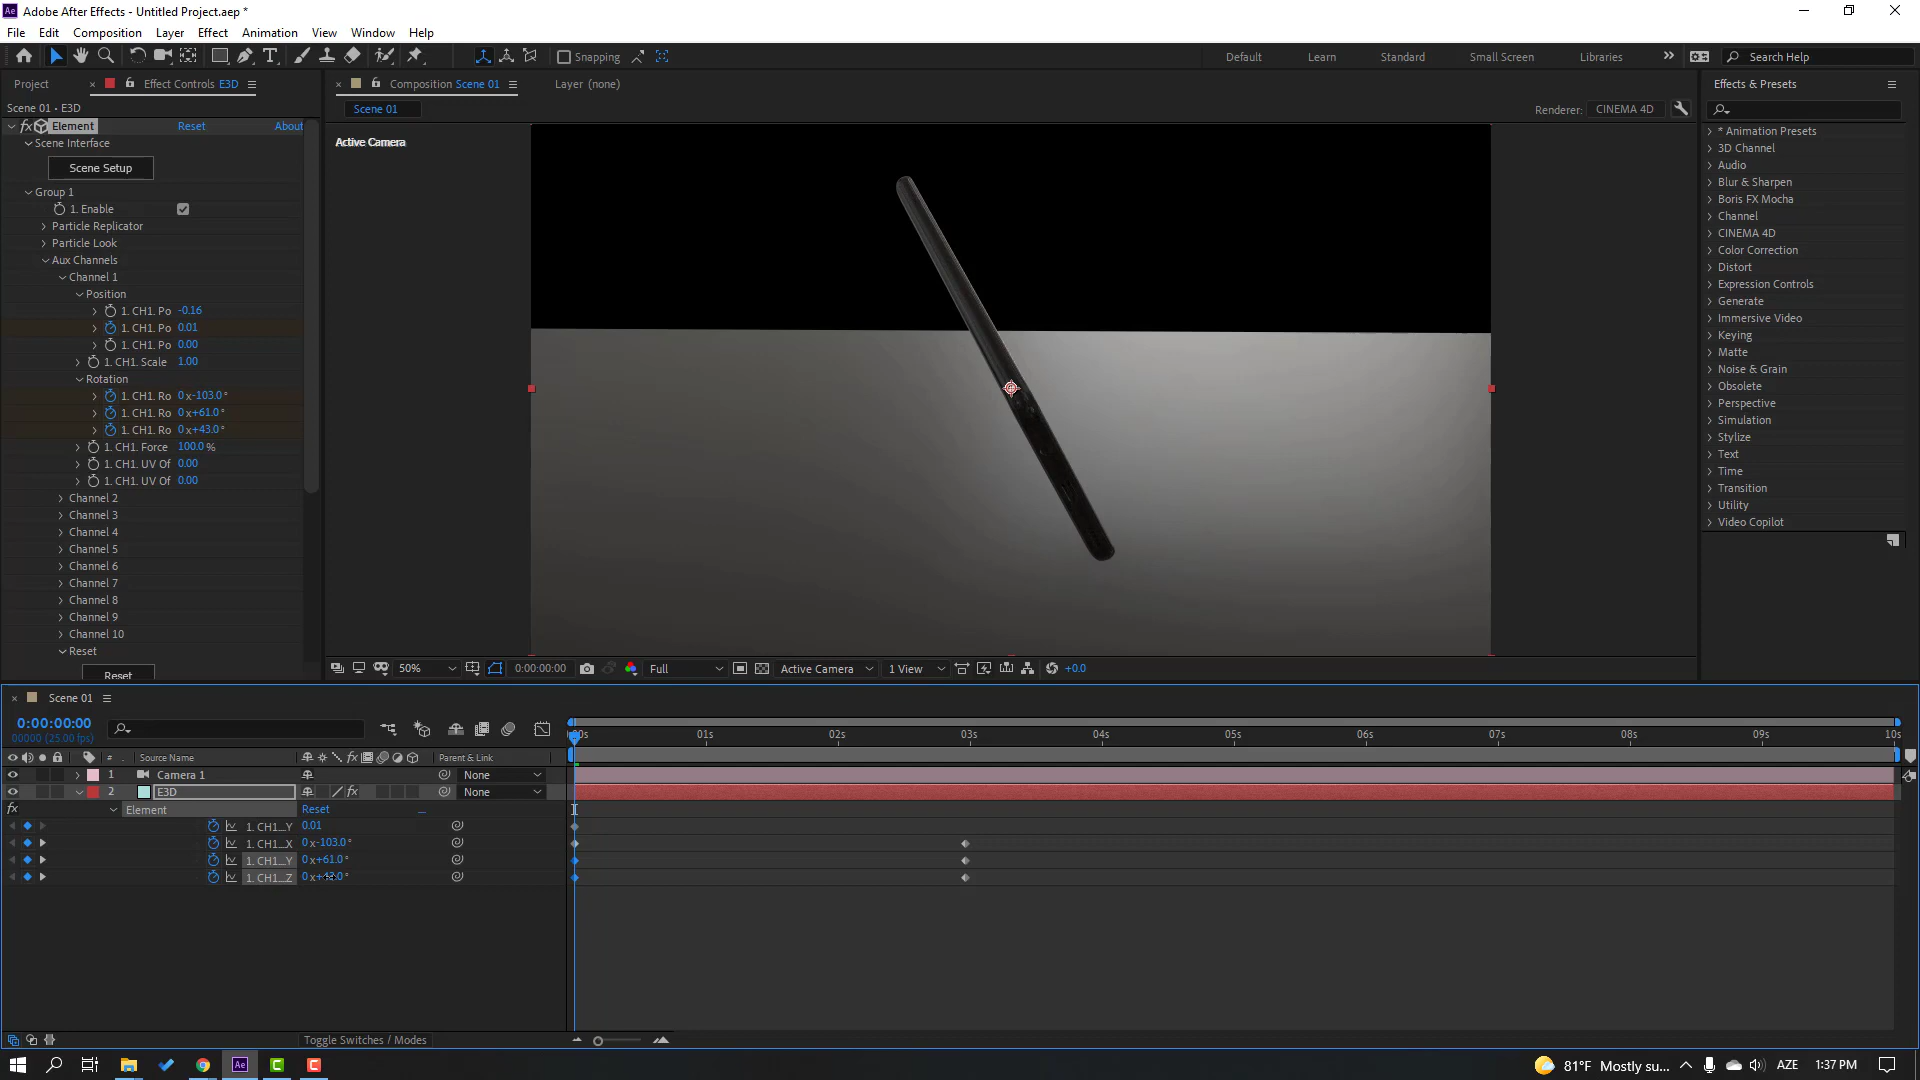 Adobe After Effects - Untitled Project.aep *
File Edit Composition Layer Effect Animation View Window Help
Snapping Default Learn Standard Small Screen Libraries Search Help
Project Effect Controls E3D Composition Scene 01 Layer (none) Effects & Presets
Scene 01 • E3D Scene 01 Renderer: CINEMA 4D
Element Reset About
Scene Interface
Scene Setup
Group 1
1. Enable
Particle Replicator
Particle Look
Aux Channels
Channel 1
Position
1. CH1. Po -0.16
1. CH1. Po 0.01
1. CH1. Po 0.00
1. CH1. Scale 1.00
Rotation
1. CH1. Ro 0x-103.0°
1. CH1. Ro 0x+61.0°
1. CH1. Ro 0x+43.0°
1. CH1. Force 100.0%
1. CH1. UV Of 0.00
1. CH1. UV Of 0.00
Channel 2
Channel 3
Channel 4
Channel 5
Channel 6
Channel 7
Channel 8
Channel 9
Channel 10
Reset
Reset
Active Camera
50% 0:00:00:00 Full Active Camera 1 View +0.0
* Animation Presets
3D Channel
Audio
Blur & Sharpen
Boris FX Mocha
Channel
CINEMA 4D
Color Correction
Distort
Expression Controls
Generate
Immersive Video
Keying
Matte
Noise & Grain
Obsolete
Perspective
Simulation
Stylize
Text
Time
Transition
Utility
Video Copilot
Scene 01
0:00:00:00
00000 (25.00 fps)
01s 02s 03s 04s 05s 06s 07s 08s 09s 10s
# Source Name Parent & Link
1 Camera 1 None
2 E3D None
Element Reset
1. CH1...Y 0.01
1. CH1...X 0x-103.0°
1. CH1...Y 0x+61.0°
1. CH1...Z
Toggle Switches / Modes
81°F Mostly su... AZE 1:37 PM